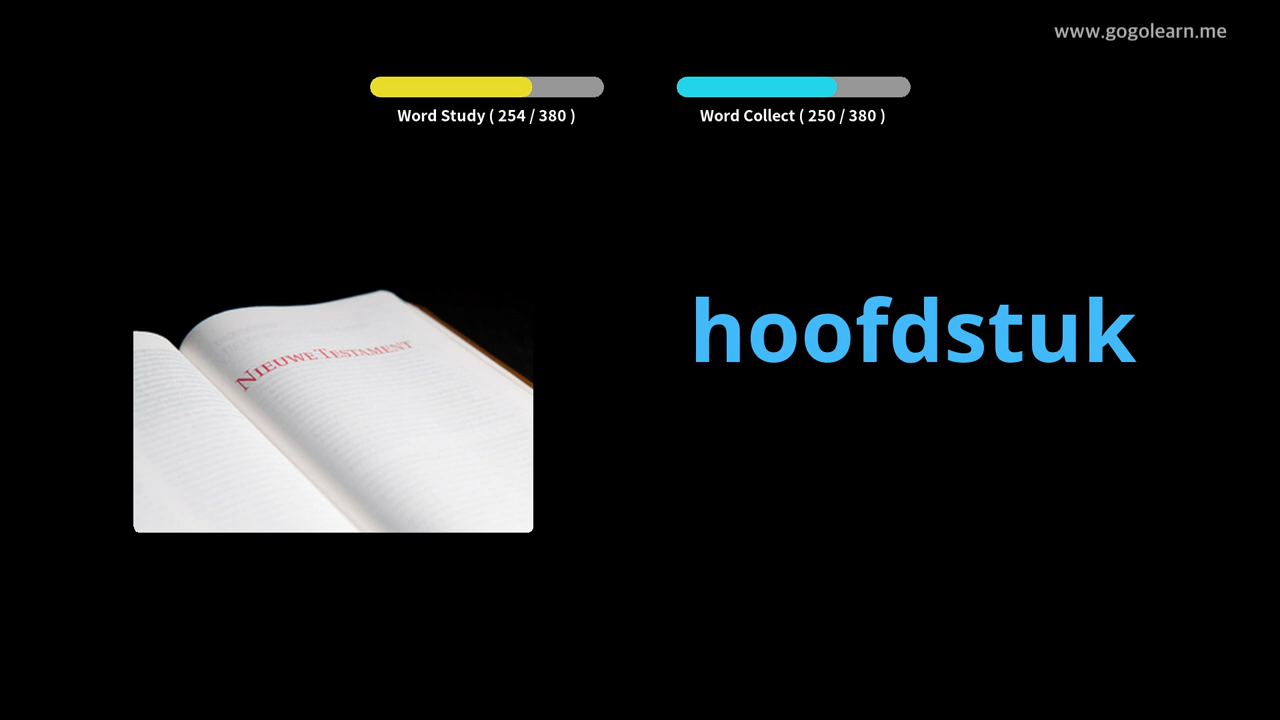 www.gogolearn.me
Word Study ( 254 / 380 )
Word Collect ( 250 / 380 )
NIEUWE TESTAMENT
hoofdstuk